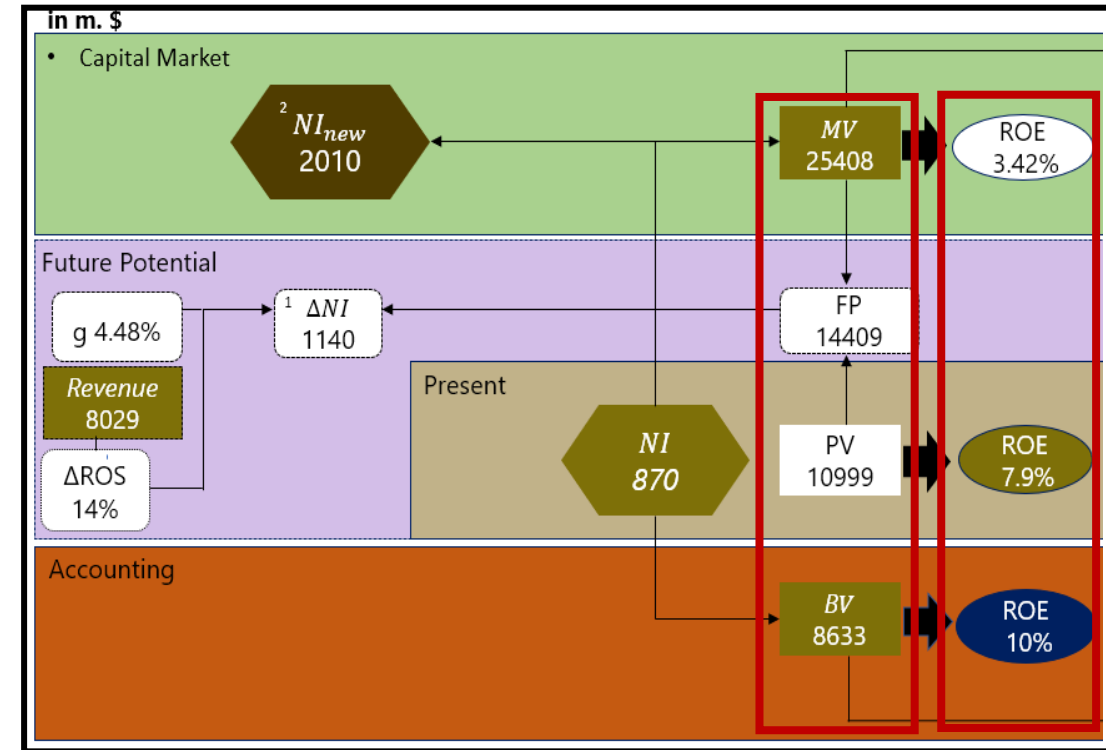 in m. $
• Capital Market
2 NInew
2010
MV
25408
ROE
3.42%
Future Potential
g 4.48%
1 ΔNI
1140
FP
14409
Revenue
8029
ΔROS
14%
Present
NI
870
PV
10999
ROE
7.9%
Accounting
BV
8633
ROE
10%